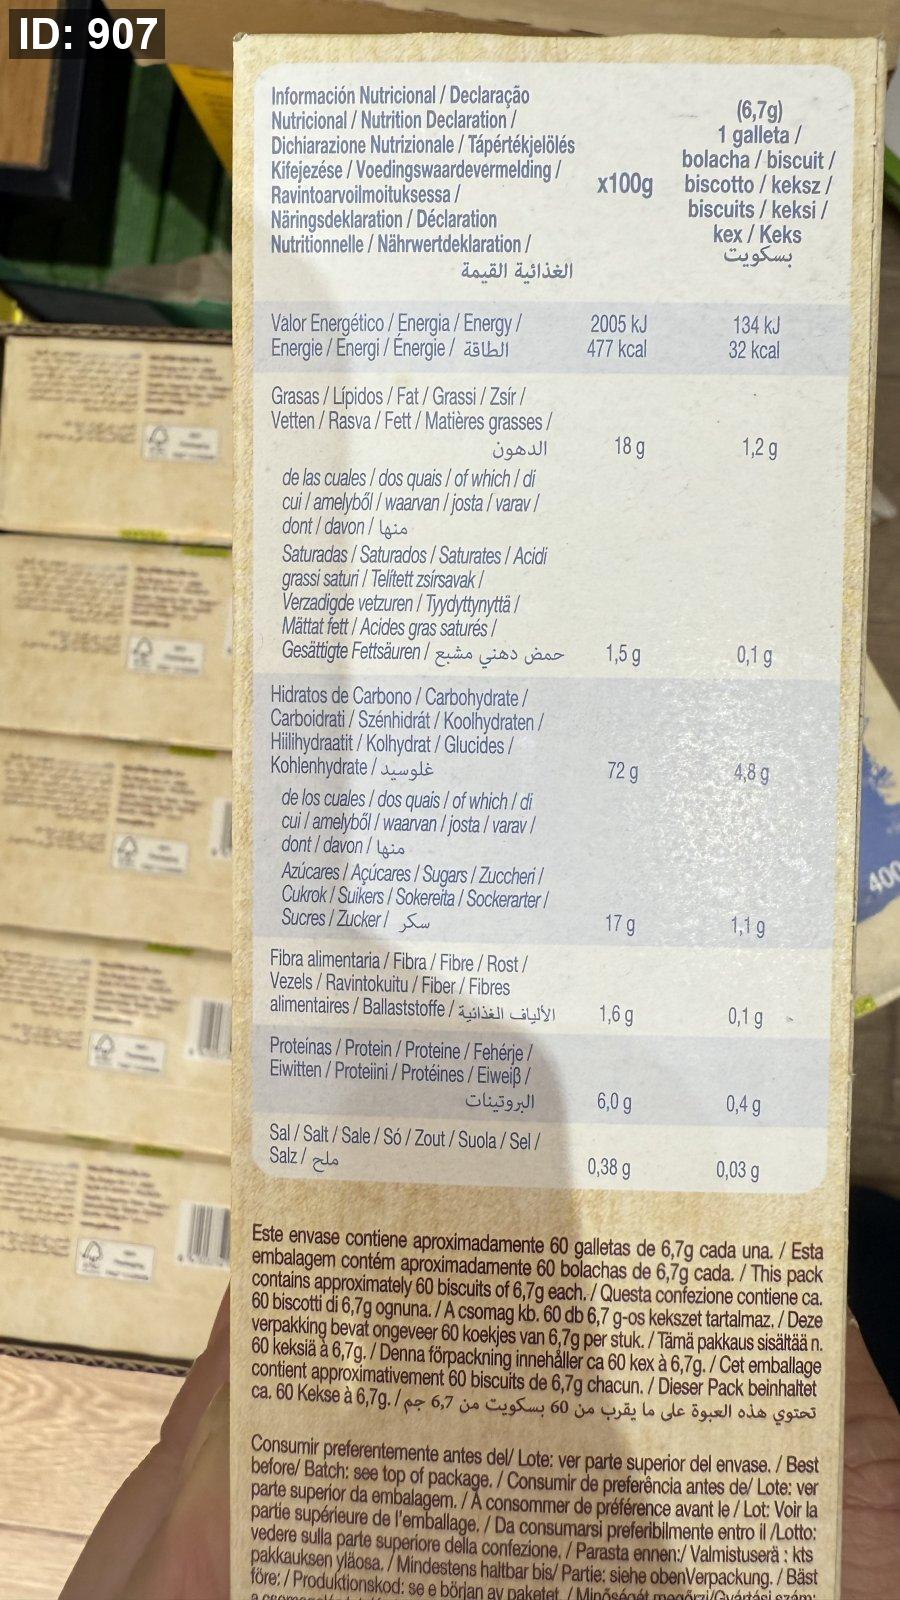 ID: 907
Información Nutricional / Declaração
Nutricional / Nutrition Declaration /
Dichiarazione Nutrizionale / Tápértékjelölés
Kifejezése / Voedingswaardevermelding /
Ravintoarvoilmoituksessa /
Näringsdeklaration / Déclaration
Nutritionnelle / Nährwertdeklaration /
الغذائية القيمة
x100g
(6,7g)
1 galleta /
bolacha / biscuit /
biscotto / keksz /
biscuits / keksi /
kex / Keks
بسكويت
Valor Energético / Energia / Energy /
Energie / Energi / Énergie / الطاقة
2005 kJ 134 kJ
477 kcal 32 kcal
Grasas / Lípidos / Fat / Grassi / Zsír /
Vetten / Rasva / Fett / Matières grasses /
الدهون 18 g 1,2 g
de las cuales / dos quais / of which / di
cui / amelyből / waarvan / josta / varav /
dont / davon / منها
Saturadas / Saturados / Saturates / Acidi
grassi saturi / Telített zsírsavak /
Verzadigde vetzuren / Tyydyttynyttä /
Mättat fett / Acides gras saturés /
Gesättigte Fettsäuren / حمض دهني مشبع 1,5 g 0,1 g
Hidratos de Carbono / Carbohydrate /
Carboidrati / Szénhidrát / Koolhydraten /
Hiilihydraatit / Kolhydrat / Glucides /
Kohlenhydrate / غلوسيد 72 g 4,8 g
de los cuales / dos quais / of which / di
cui / amelyből / waarvan / josta / varav /
dont / davon / منها
Azúcares / Açúcares / Sugars / Zuccheri /
Cukrok / Suikers / Sokereita / Sockerarter /
Sucres / Zucker / سكر 17 g 1,1 g
Fibra alimentaria / Fibra / Fibre / Rost /
Vezels / Ravintokuitu / Fiber / Fibres
alimentaires / Ballaststoffe / الألياف الغذائية 1,6 g 0,1 g
Proteínas / Protein / Proteine / Fehérje /
Eiwitten / Proteiini / Protéines / Eiweiß /
البروتينات 6,0 g 0,4 g
Sal / Salt / Sale / Só / Zout / Suola / Sel /
Salz / ملح 0,38 g 0,03 g
Este envase contiene aproximadamente 60 galletas de 6,7g cada una. / Esta
embalagem contém aproximadamente 60 bolachas de 6,7g cada. / This pack
contains approximately 60 biscuits of 6,7g each. / Questa confezione contiene ca.
60 biscotti di 6,7g ognuna. / A csomag kb. 60 db 6,7 g-os kekszet tartalmaz. / Deze
verpakking bevat ongeveer 60 koekjes van 6,7g per stuk. / Tämä pakkaus sisältää n.
60 keksiä à 6,7g. / Denna förpackning innehåller ca 60 kex à 6,7g. / Cet emballage
contient approximativement 60 biscuits de 6,7g chacun. / Dieser Pack beinhaltet
ca. 60 Kekse à 6,7g. / تحتوي هذه العبوة على ما يقرب من 60 بسكويت من 6,7 جم
Consumir preferentemente antes del/ Lote: ver parte superior del envase. / Best
before/ Batch: see top of package. / Consumir de preferência antes de/ Lote: ver
parte superior da embalagem. / À consommer de préférence avant le / Lot: Voir la
partie supérieure de l'emballage. / Da consumarsi preferibilmente entro il /Lotto:
vedere sulla parte superiore della confezione. / Parasta ennen:/ Valmistuserä : kts
pakkauksen yläosa. / Mindestens haltbar bis/ Partie: siehe obenVerpackung. / Bäst
före: / Produktionskod: se e början av paketet. / Minőségét megőrzi/Gyártási szám:
400